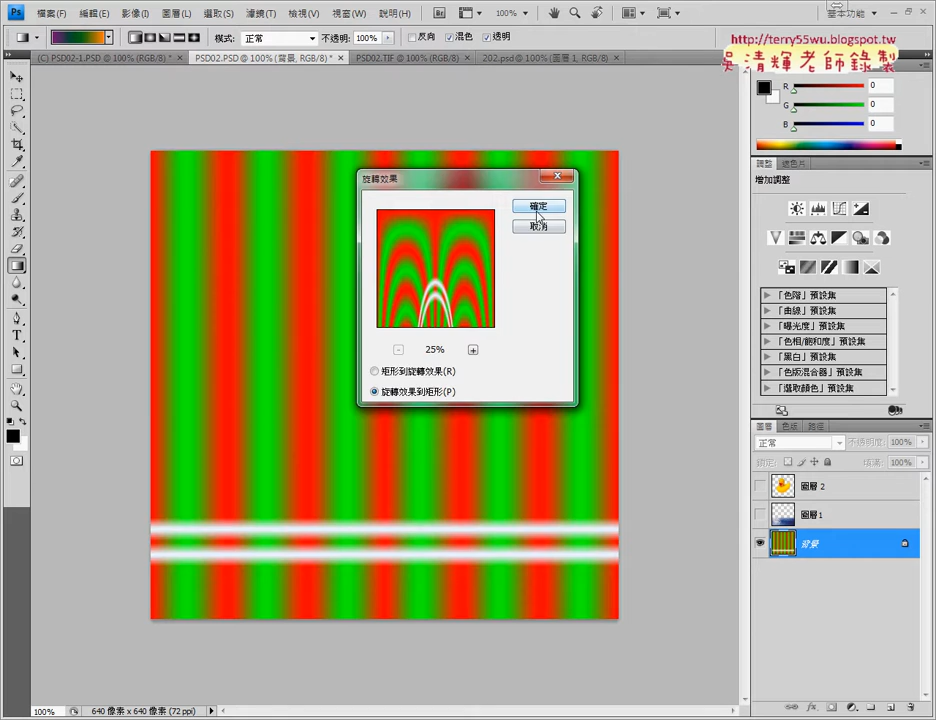 檔案(F) 編輯(E) 影像(I) 圖層(L) 選取(S) 濾鏡(T) 檢視(V) 視窗(W) 說明(H) 100% 基本功能
模式: 正常 不透明: 100% 反向 混色 透明
http://terry55wu.blogspot.tw
吳清輝老師錄製
(C) PSD02-1.PSD @ 100%(RGB/8) * × PSD02.PSD @ 100% (背景, RGB/8) * × PSD02.TIF @ 100% (RGB/8) × 202.psd @ 100%(圖層 1, RGB/8) ×
R 0
G 0
B 0
調整 遮色片
增加調整
「色階」預設集
「曲線」預設集
「曝光度」預設集
「色相/飽和度」預設集
「黑白」預設集
「色版混合器」預設集
「選取顏色」預設集
圖層 色版 路徑
正常 不透明度: 100%
鎖定: 填滿: 100%
圖層 2
圖層 1
背景
旋轉效果
確定
取消
- 25% +
矩形到旋轉效果(R)
旋轉效果到矩形(P)
100% 640 像素 x 640 像素 (72 ppi)